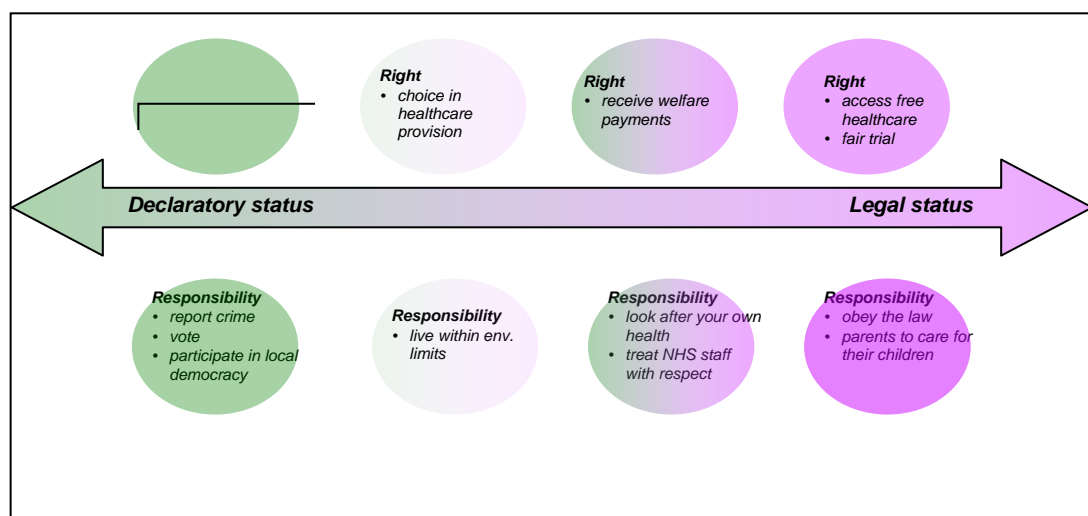 Right
• choice in
healthcare
provision
Right
• receive welfare
payments
Right
• access free
healthcare
• fair trial
Declaratory status
Legal status
Responsibility
• report crime
• vote
• participate in local
democracy
Responsibility
• live within env.
limits
Responsibility
• look after your own
health
• treat NHS staff
with respect
Responsibility
• obey the law
• parents to care for
their children